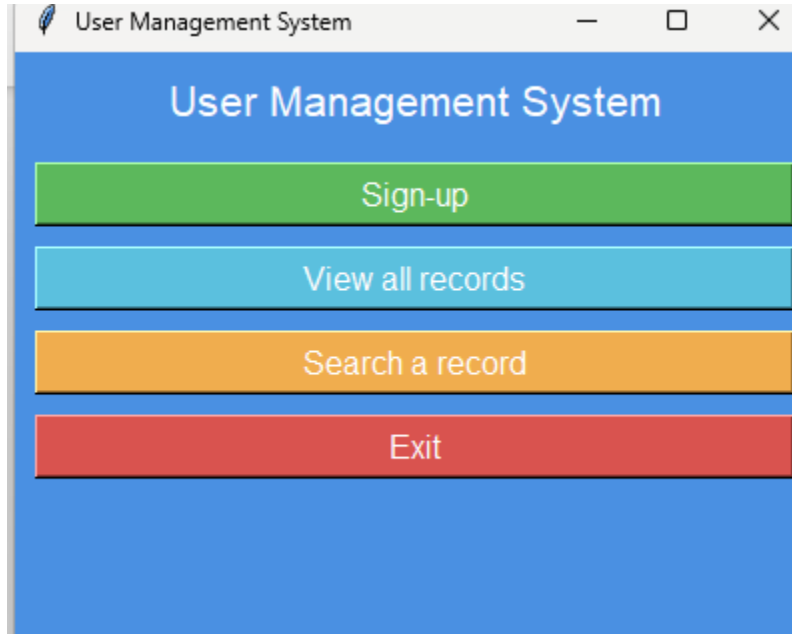 User Management System
User Management System
Sign-up
View all records
Search a record
Exit